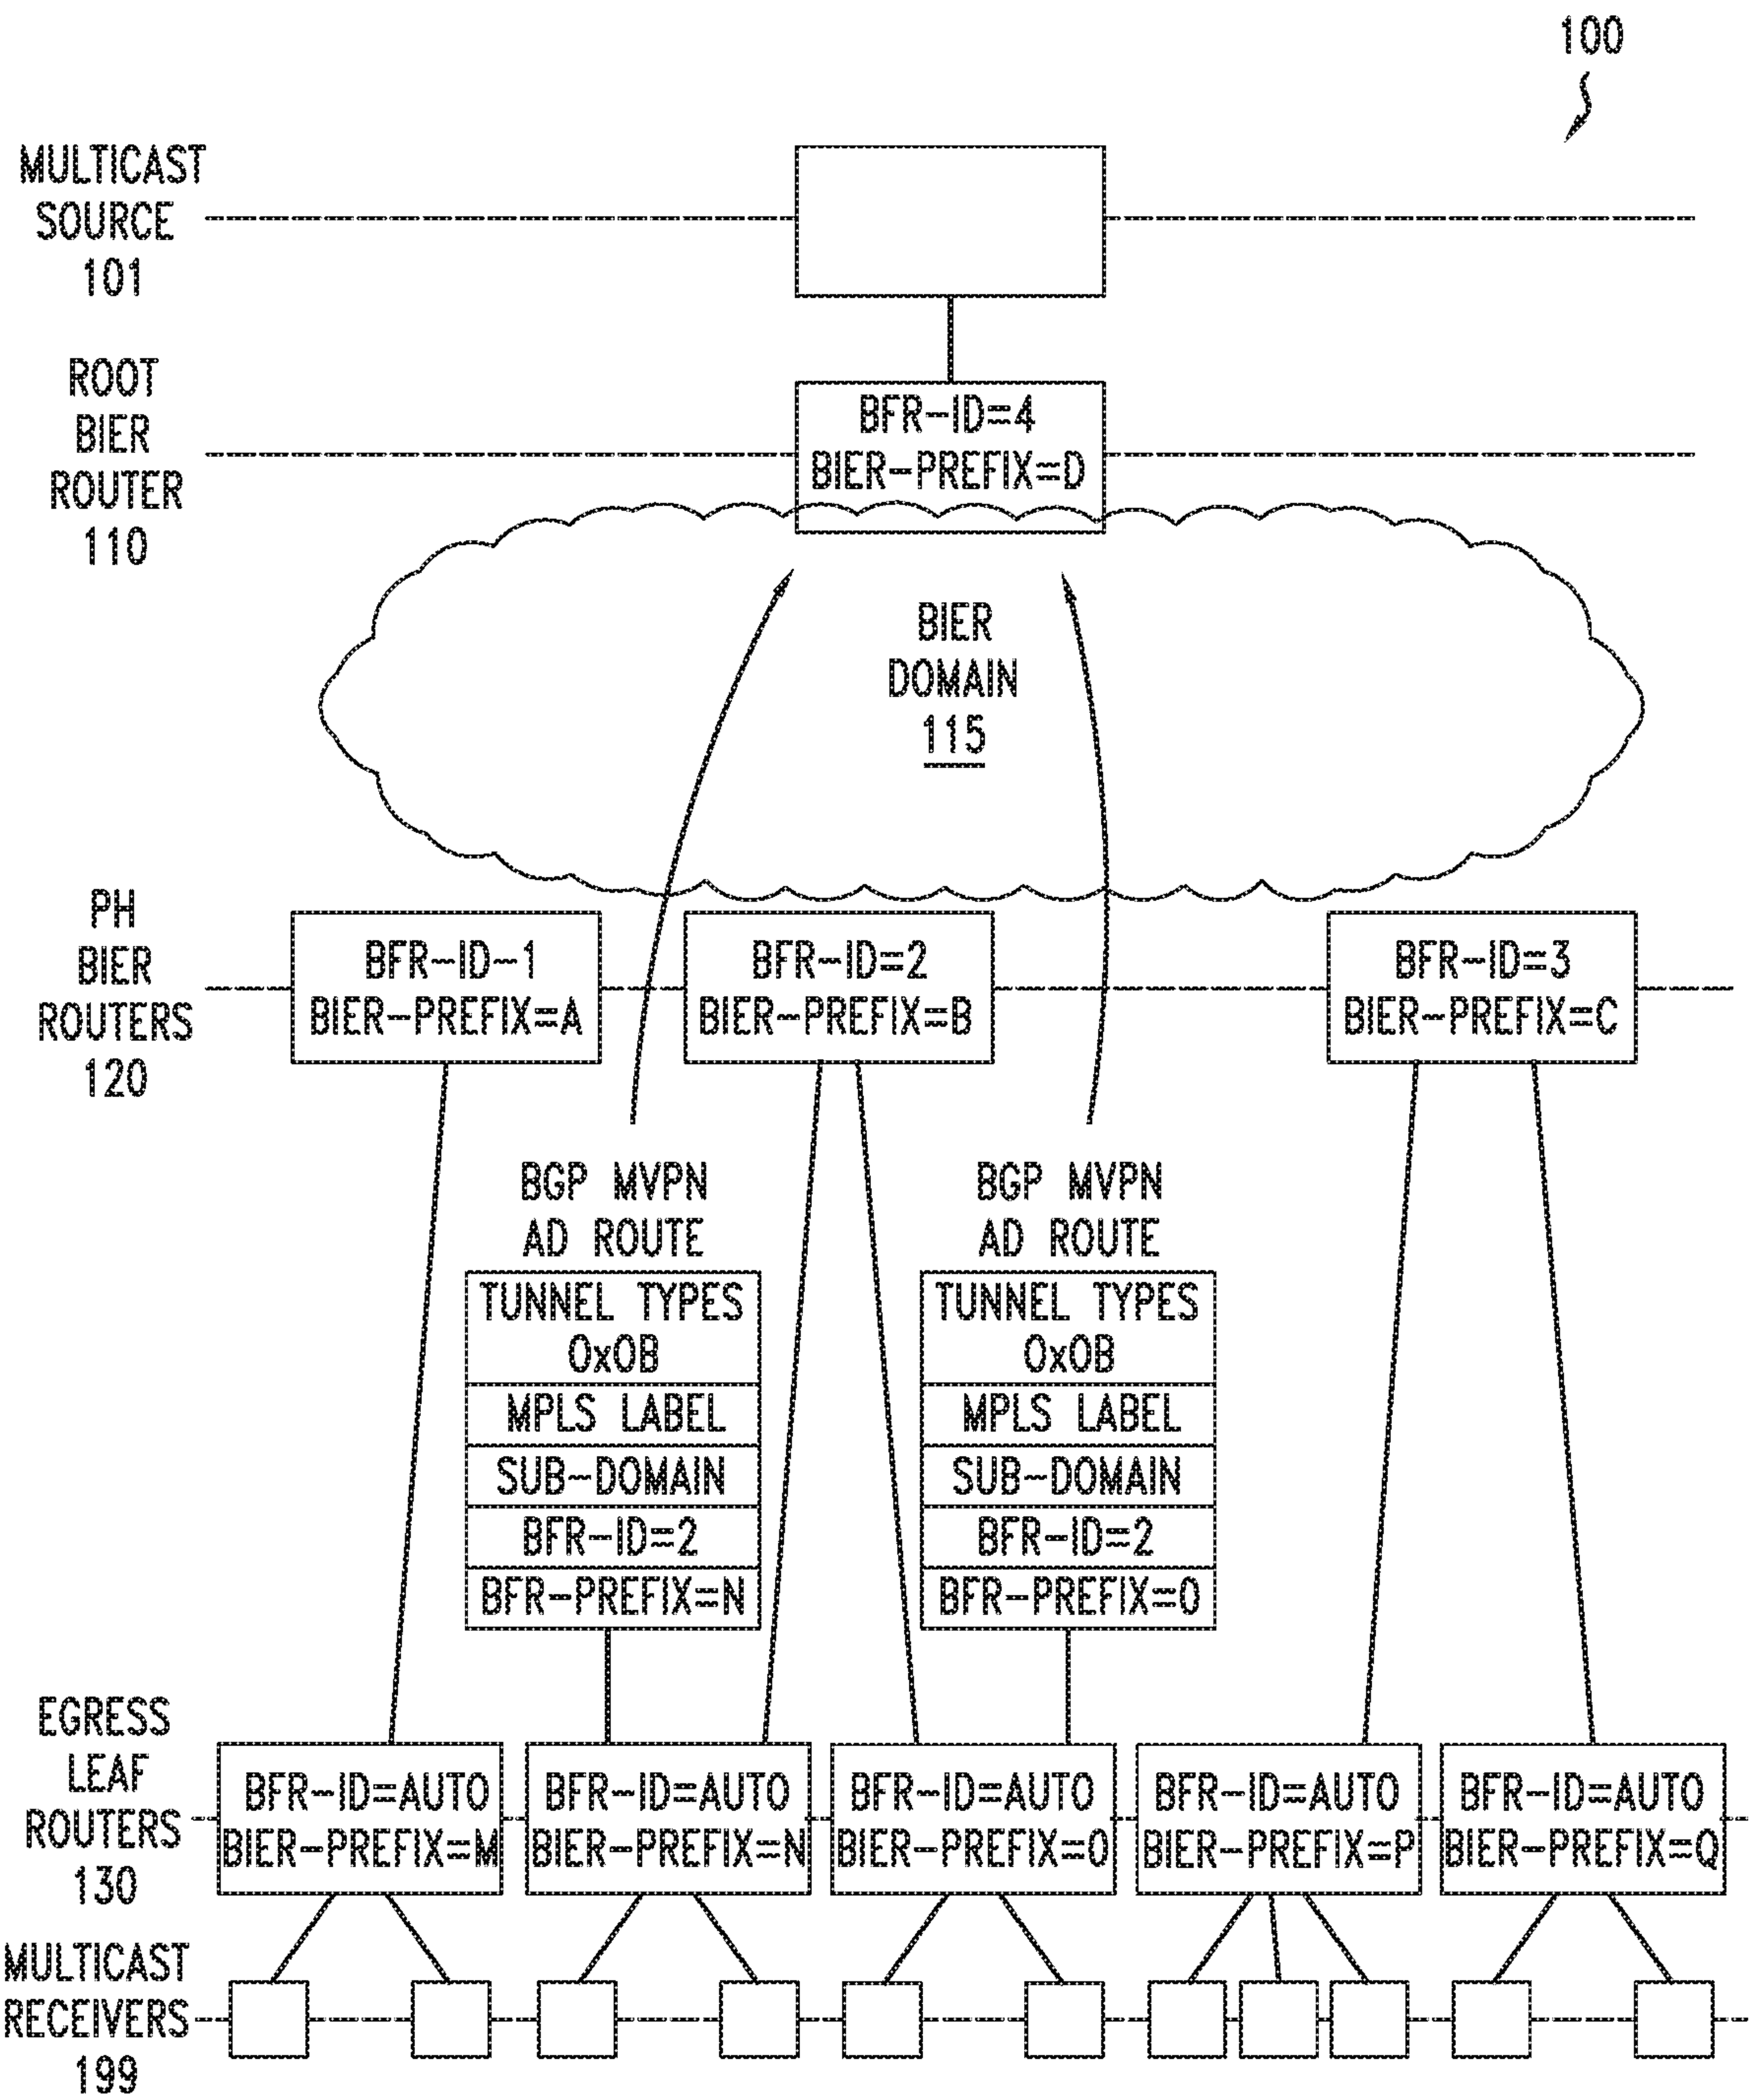 100
MULTICAST
SOURCE
101
ROOT
BIER
ROUTER
110
BFR-ID=4
BIER-PREFIX=D
BIER
DOMAIN
115
PH
BIER
ROUTERS
120
BFR-ID-1
BIER-PREFIX=A
BFR-ID=2
BIER-PREFIX=B
BFR-ID=3
BIER-PREFIX=C
BGP MVPN
AD ROUTE
TUNNEL TYPES
0x0B
MPLS LABEL
SUB-DOMAIN
BFR-ID=2
BFR-PREFIX=N
BGP MVPN
AD ROUTE
TUNNEL TYPES
0x0B
MPLS LABEL
SUB-DOMAIN
BFR-ID=2
BFR-PREFIX=O
EGRESS
LEAF
ROUTERS
130
BFR-ID=AUTO
BIER-PREFIX=M
BFR-ID=AUTO
BIER-PREFIX=N
BFR-ID=AUTO
BIER-PREFIX=O
BFR-ID=AUTO
BIER-PREFIX=P
BFR-ID=AUTO
BIER-PREFIX=Q
MULTICAST
RECEIVERS
199